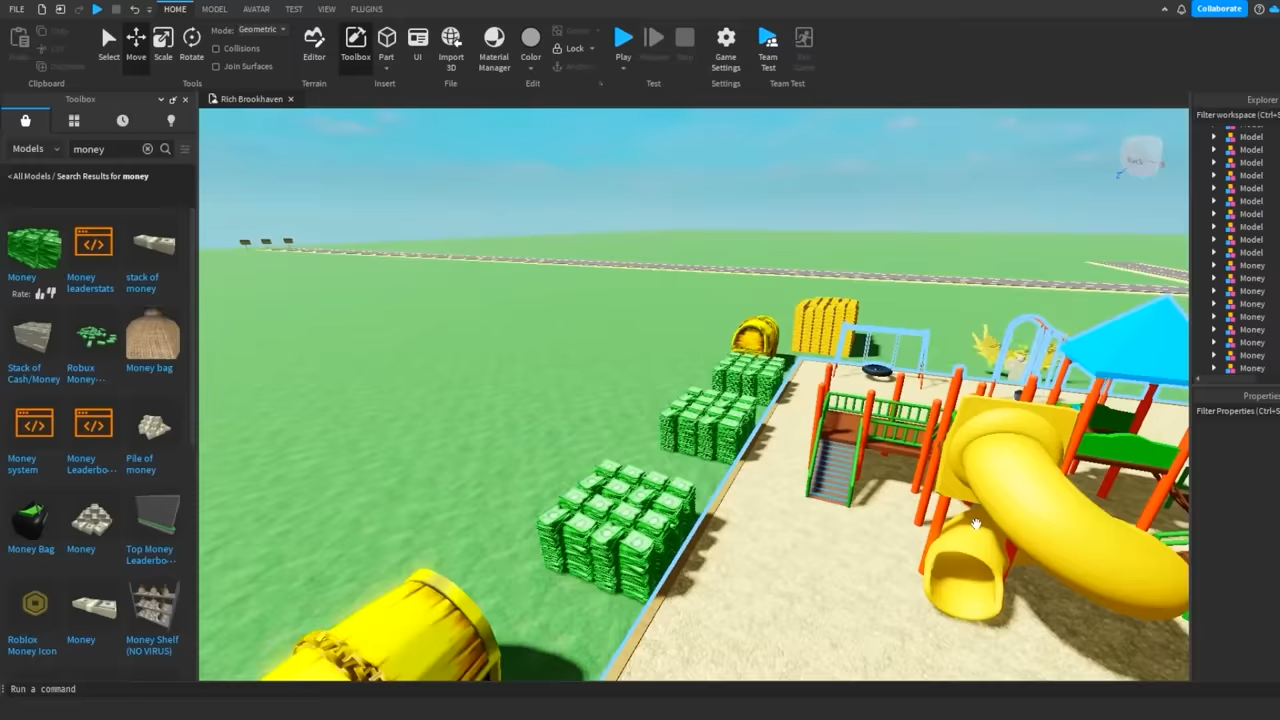 FILE
HOME
MODEL
AVATAR
TEST
VIEW
PLUGINS
Collaborate
Select
Move
Scale
Rotate
Mode:
Geometric
Collisions
Join Surfaces
Editor
Toolbox
Part
UI
Import
3D
Material
Manager
Color
Lock
Play
Game
Settings
Team
Test
Clipboard
Tools
Terrain
Insert
File
Edit
Test
Settings
Team Test
Toolbox
Rich Brookhaven
Explorer
Filter workspace (Ctrl+S
Models
money
<All Models / Search Results for money
Money
Rate:
Money
leaderstats
stack of
money
Stack of
Cash/Money
Robux
Money···
Money bag
Money
system
Money
Leaderbo···
Pile of
money
Money Bag
Money
Top Money
Leaderbo···
Roblox
Money Icon
Money
Money Shelf
(NO VIRUS)
Model
Model
Model
Model
Model
Model
Model
Model
Model
Model
Money
Money
Money
Money
Money
Money
Money
Money
Money
Properties
Filter Properties (Ctrl+S
Run a command